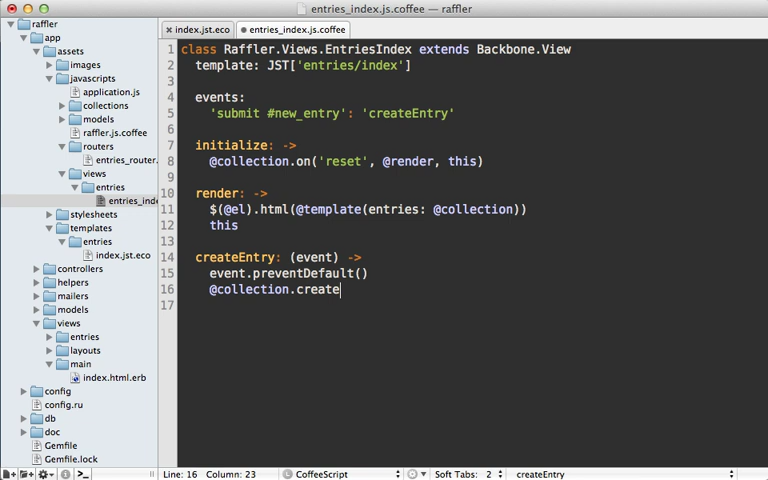 entries_index.js.coffee — raffler
index.jst.eco
entries_index.js.coffee
raffler
app
assets
images
javascripts
application.js
collections
models
raffler.js.coffee
routers
entries_router.
views
entries
entries_inde
stylesheets
templates
entries
index.jst.eco
controllers
helpers
mailers
models
views
entries
layouts
main
index.html.erb
config
config.ru
db
doc
Gemfile
Gemfile.lock
1 class Raffler.Views.EntriesIndex extends Backbone.View
2 template: JST['entries/index']
3
4 events:
5 'submit #new_entry': 'createEntry'
6
7 initialize: ->
8 @collection.on('reset', @render, this)
9
10 render: ->
11 $(@el).html(@template(entries: @collection))
12 this
13
14 createEntry: (event) ->
15 event.preventDefault()
16 @collection.create
17
Line: 16 Column: 23 CoffeeScript Soft Tabs: 2 createEntry